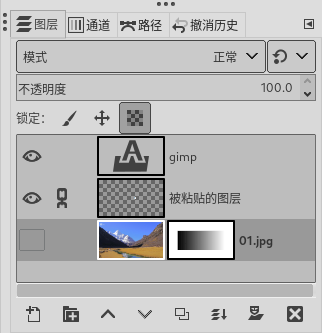 图层 通道 路径 撤消历史
模式 正常
不透明度 100.0
锁定：
gimp
被粘贴的图层
01.jpg